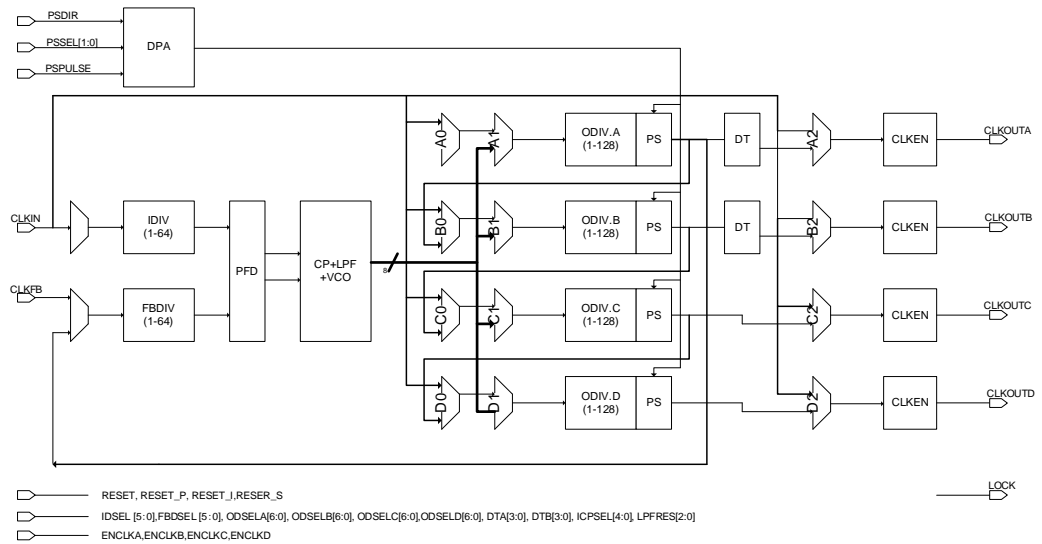 PSDIR
PSSEL[1:0]
PSPULSE
DPA
A0
A1
ODIV.A
(1-128)
PS
DT
A2
CLKEN
CLKOUTA
CLKIN
IDIV
(1-64)
B0
B1
ODIV.B
(1-128)
PS
DT
B2
CLKEN
CLKOUTB
PFD
CP+LPF
+VCO
8
CLKFB
FBDIV
(1-64)
C0
C1
ODIV.C
(1-128)
PS
C2
CLKEN
CLKOUTC
D0
D1
ODIV.D
(1-128)
PS
D2
CLKEN
CLKOUTD
RESET, RESET_P, RESET_I,RESER_S
LOCK
IDSEL [5:0],FBDSEL [5:0], ODSELA[6:0], ODSELB[6:0], ODSELC[6:0],ODSELD[6:0], DTA[3:0], DTB[3:0], ICPSEL[4:0], LPFRES[2:0]
ENCLKA,ENCLKB,ENCLKC,ENCLKD